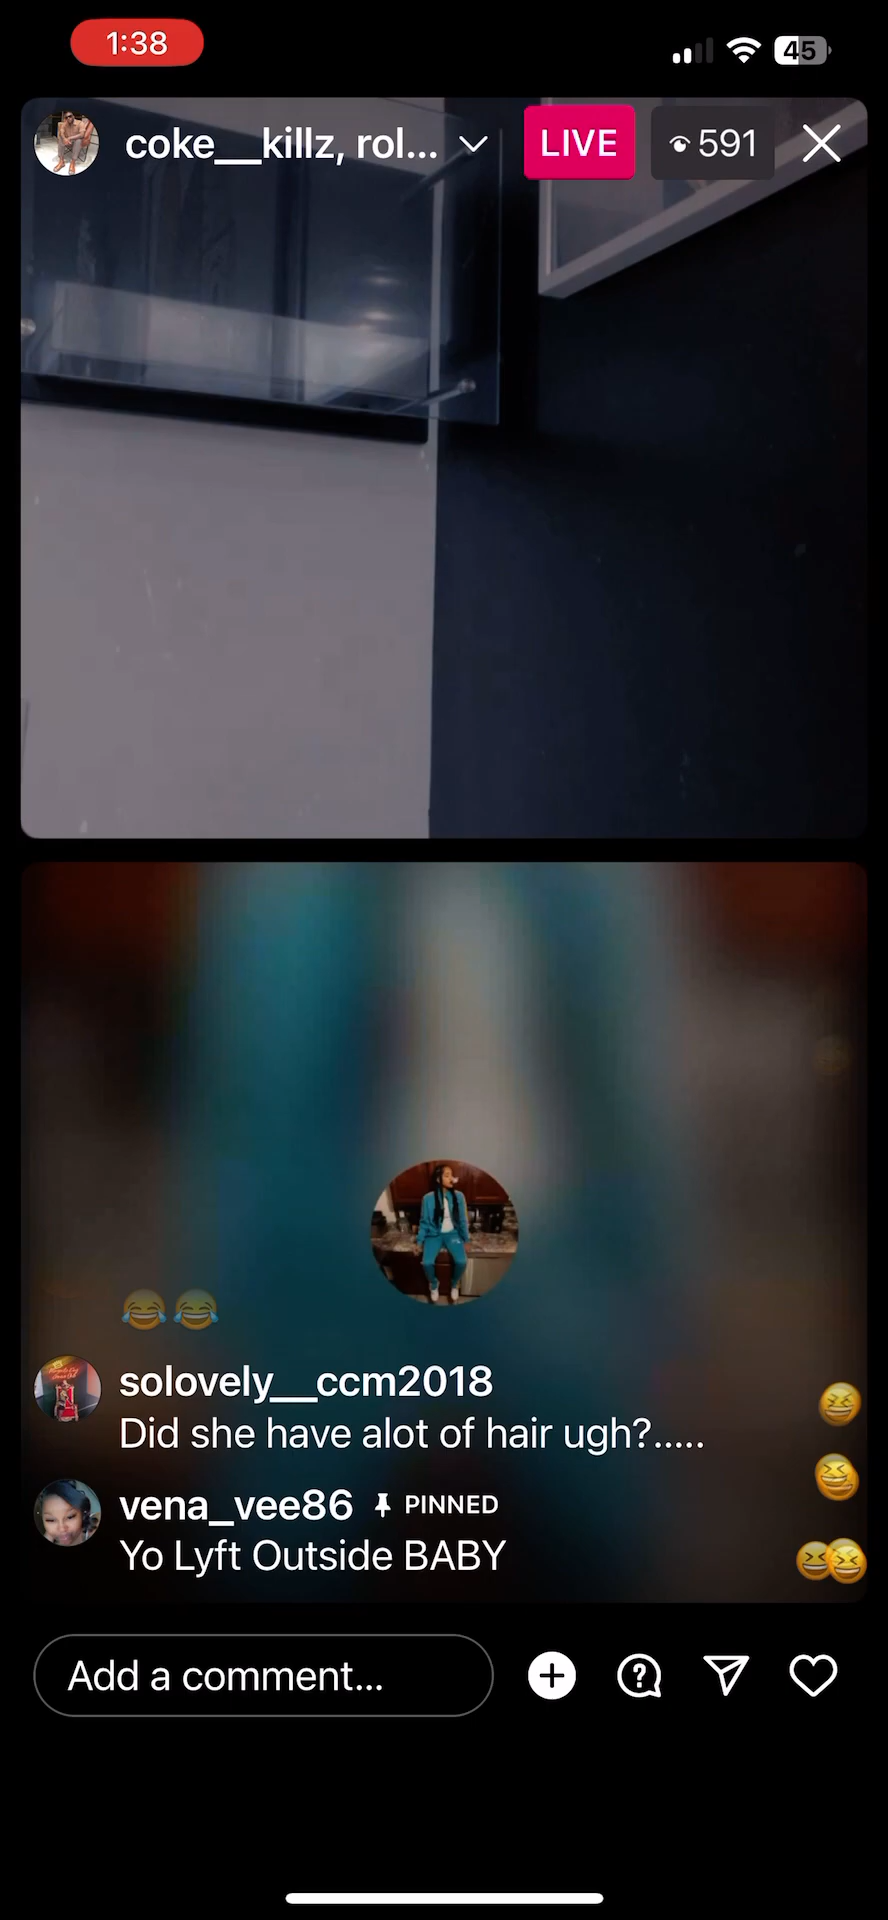 1:38
45
coke__killz, rol...
LIVE
591
solovely__ccm2018
Did she have alot of hair ugh?.....
vena_vee86 PINNED
Yo Lyft Outside BABY
Add a comment...